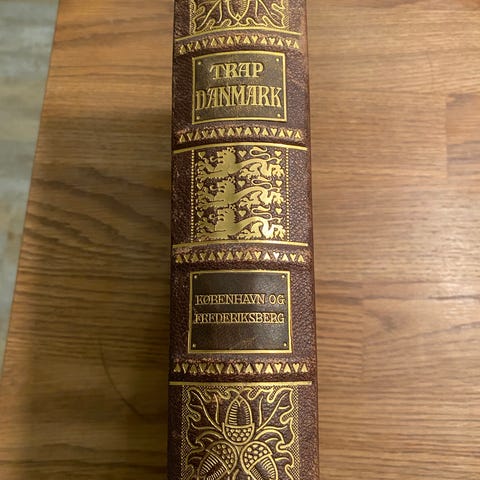 TRAP
DANMARK
KØBENHAVN OG
FREDERIKSBERG